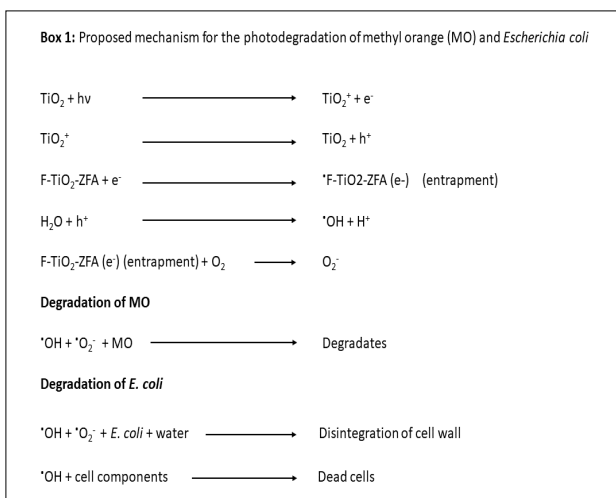 Box 1: Proposed mechanism for the photodegradation of methyl orange (MO) and Escherichia coli
TiO₂ + hv ⟶ TiO₂⁺ + e⁻
TiO₂⁺ ⟶ TiO₂ + h⁺
F-TiO₂-ZFA + e⁻ ⟶ •F-TiO2-ZFA (e-) (entrapment)
H₂O + h⁺ ⟶ •OH + H⁺
F-TiO₂-ZFA (e⁻) (entrapment) + O₂ ⟶ O₂⁻
Degradation of MO
•OH + •O₂⁻ + MO ⟶ Degradates
Degradation of E. coli
•OH + •O₂⁻ + E. coli + water ⟶ Disintegration of cell wall
•OH + cell components ⟶ Dead cells